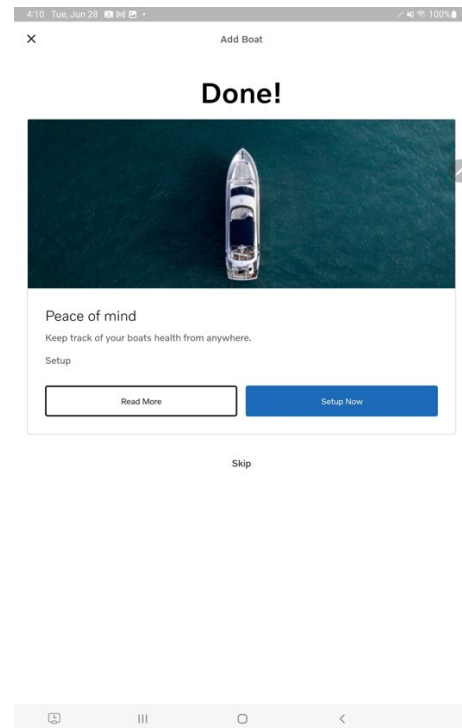 4:10 Tue, Jun 28 100%
Add Boat
Done!
Peace of mind
Keep track of your boats health from anywhere.
Setup
Read More
Setup Now
Skip